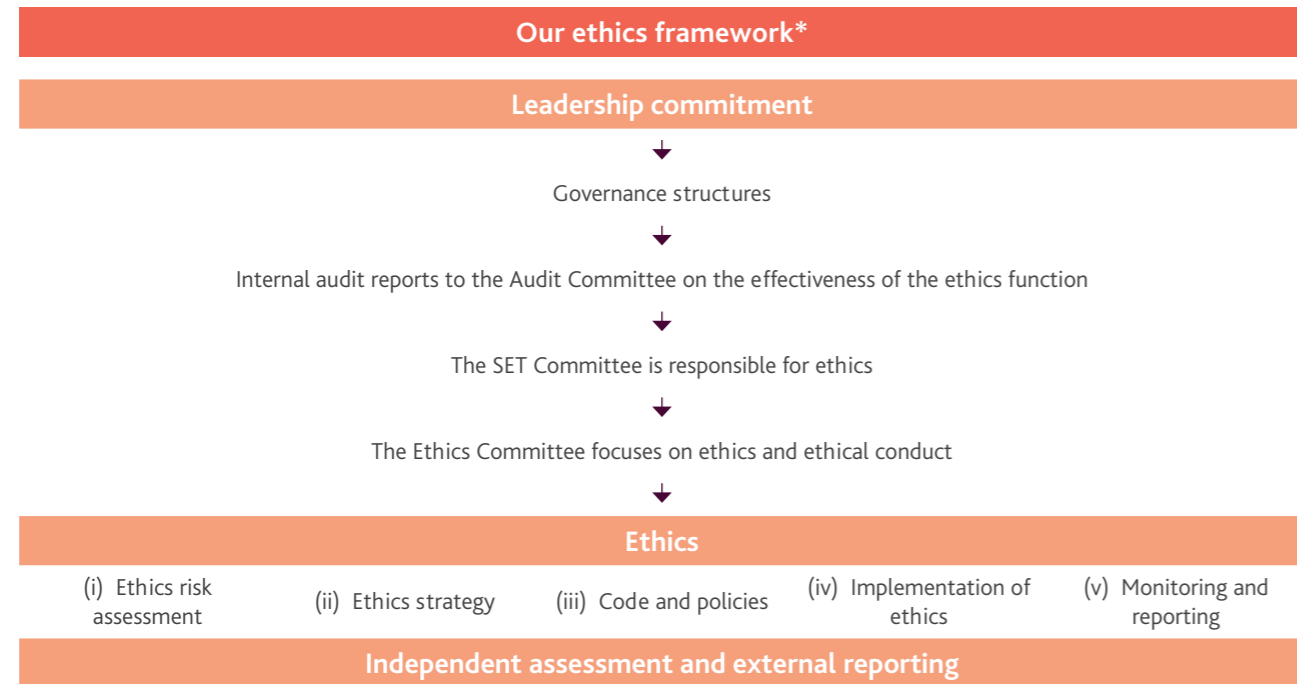 Our ethics framework*
Leadership commitment
Governance structures
Internal audit reports to the Audit Committee on the effectiveness of the ethics function
The SET Committee is responsible for ethics
The Ethics Committee focuses on ethics and ethical conduct
Ethics
(i) Ethics risk
assessment
(ii) Ethics strategy
(iii) Code and policies
(iv) Implementation of
ethics
(v) Monitoring and
reporting
Independent assessment and external reporting